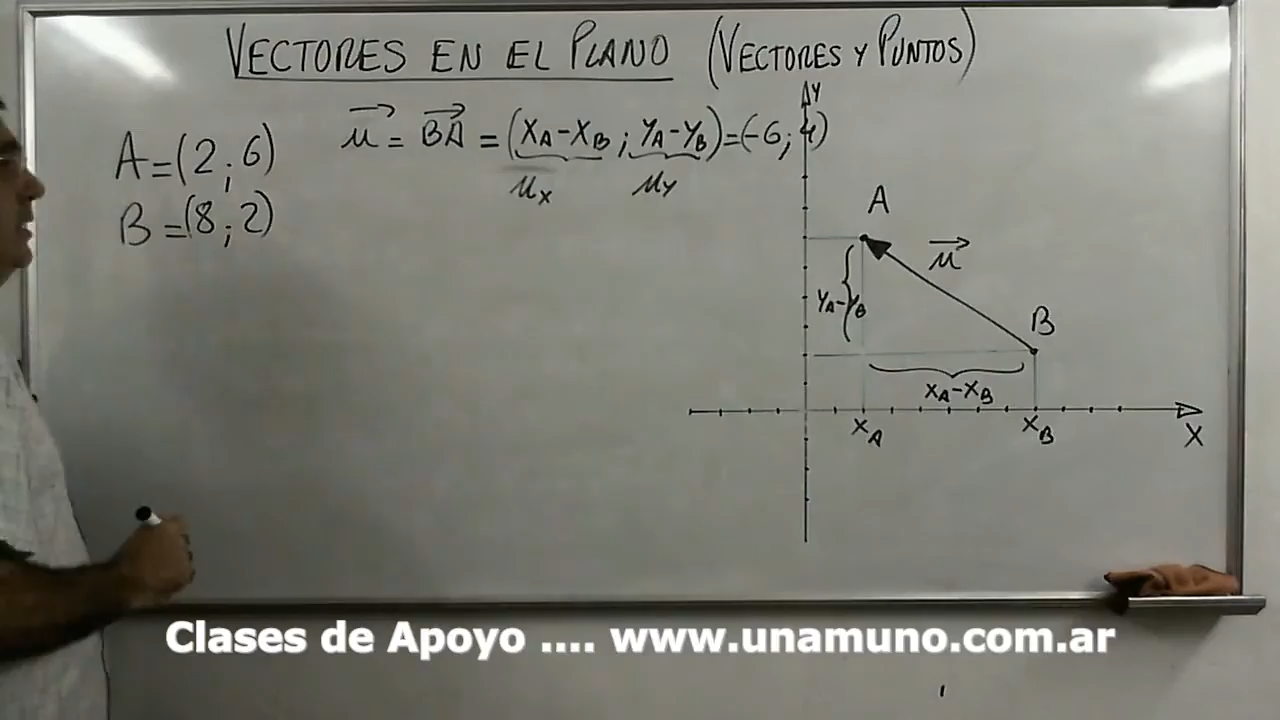 VECTORES EN EL PLANO (VECTORES Y PUNTOS)
A=(2;6)
B=(8;2)
u⃗ = BA⃗ = (XA-XB ; YA-YB)=(-6; 4)
uX uY
Y
A
u⃗
YA-YB
B
XA-XB
XA XB
X
Clases de Apoyo .... www.unamuno.com.ar